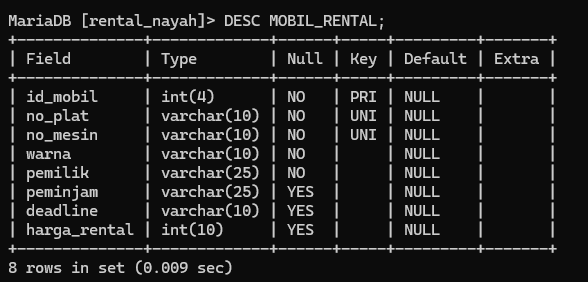 MariaDB [rental_nayah]> DESC MOBIL_RENTAL;
+--------------+-------------+------+-----+---------+-------+
| Field        | Type        | Null | Key | Default | Extra |
+--------------+-------------+------+-----+---------+-------+
| id_mobil     | int(4)      | NO   | PRI | NULL    |       |
| no_plat      | varchar(10) | NO   | UNI | NULL    |       |
| no_mesin     | varchar(10) | NO   | UNI | NULL    |       |
| warna        | varchar(10) | NO   |     | NULL    |       |
| pemilik      | varchar(25) | NO   |     | NULL    |       |
| peminjam     | varchar(25) | YES  |     | NULL    |       |
| deadline     | varchar(10) | YES  |     | NULL    |       |
| harga_rental | int(10)     | YES  |     | NULL    |       |
+--------------+-------------+------+-----+---------+-------+
8 rows in set (0.009 sec)